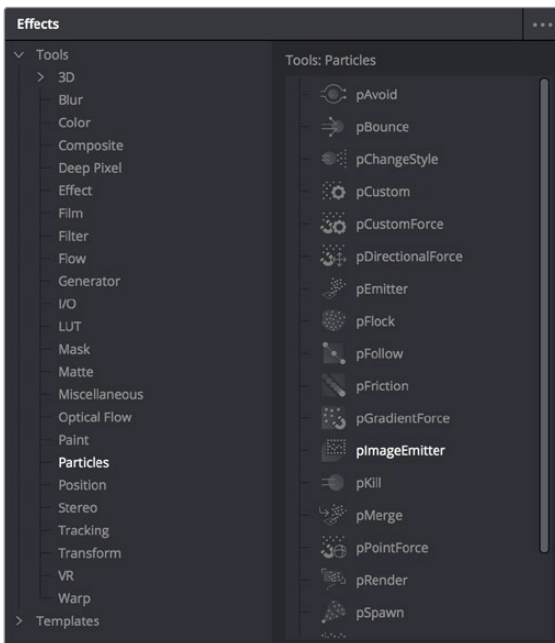 Effects
Tools
3D
Blur
Color
Composite
Deep Pixel
Effect
Film
Filter
Flow
Generator
I/O
LUT
Mask
Matte
Miscellaneous
Optical Flow
Paint
Particles
Position
Stereo
Tracking
Transform
VR
Warp
Templates
Tools: Particles
pAvoid
pBounce
pChangeStyle
pCustom
pCustomForce
pDirectionalForce
pEmitter
pFlock
pFollow
pFriction
pGradientForce
pImageEmitter
pKill
pMerge
pPointForce
pRender
pSpawn